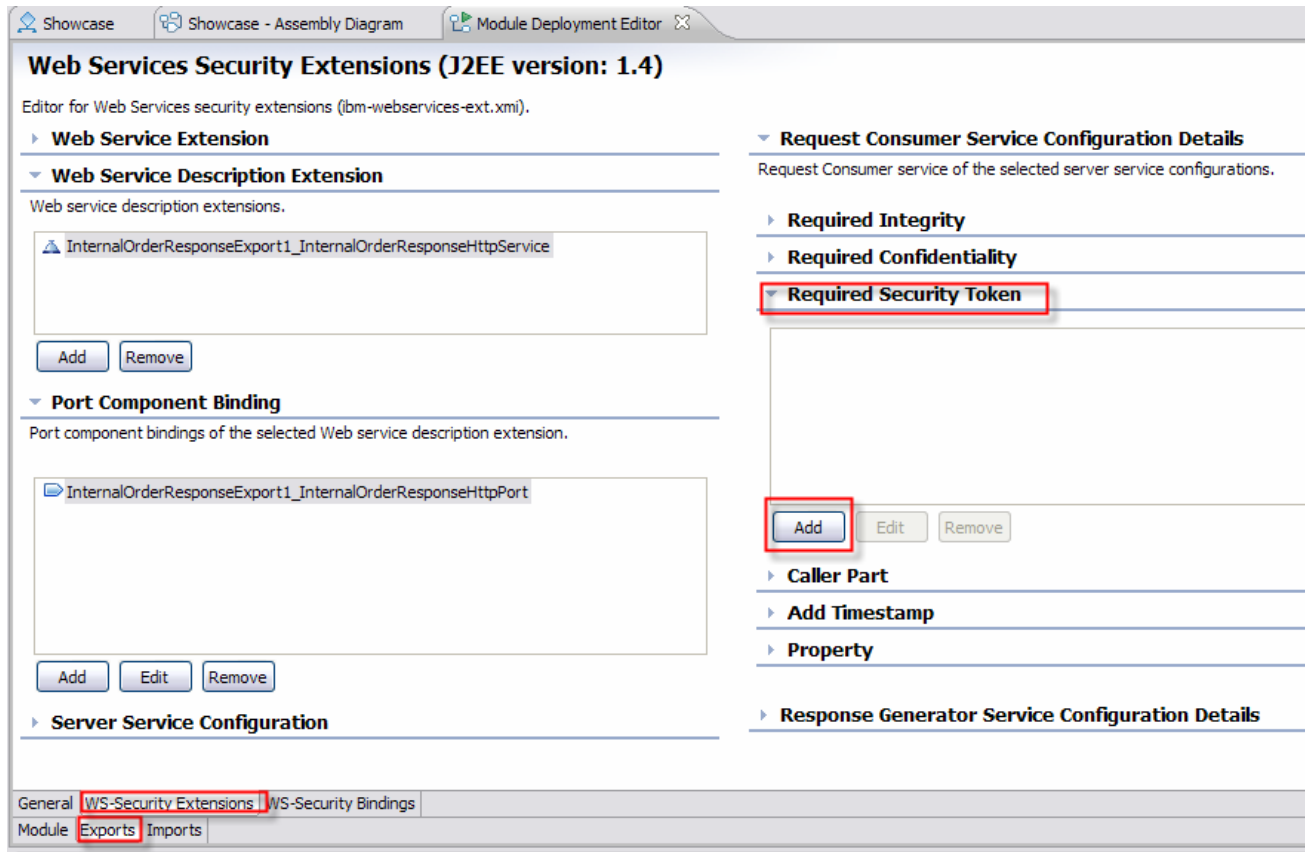 Showcase
Showcase - Assembly Diagram
Module Deployment Editor
Web Services Security Extensions (J2EE version: 1.4)
Editor for Web Services security extensions (ibm-webservices-ext.xmi).
Web Service Extension
Web Service Description Extension
Web service description extensions.
InternalOrderResponseExport1_InternalOrderResponseHttpService
Add Remove
Port Component Binding
Port component bindings of the selected Web service description extension.
InternalOrderResponseExport1_InternalOrderResponseHttpPort
Add Edit Remove
Server Service Configuration
Request Consumer Service Configuration Details
Request Consumer service of the selected server service configurations.
Required Integrity
Required Confidentiality
Required Security Token
Add Edit Remove
Caller Part
Add Timestamp
Property
Response Generator Service Configuration Details
General WS-Security Extensions WS-Security Bindings
Module Exports Imports